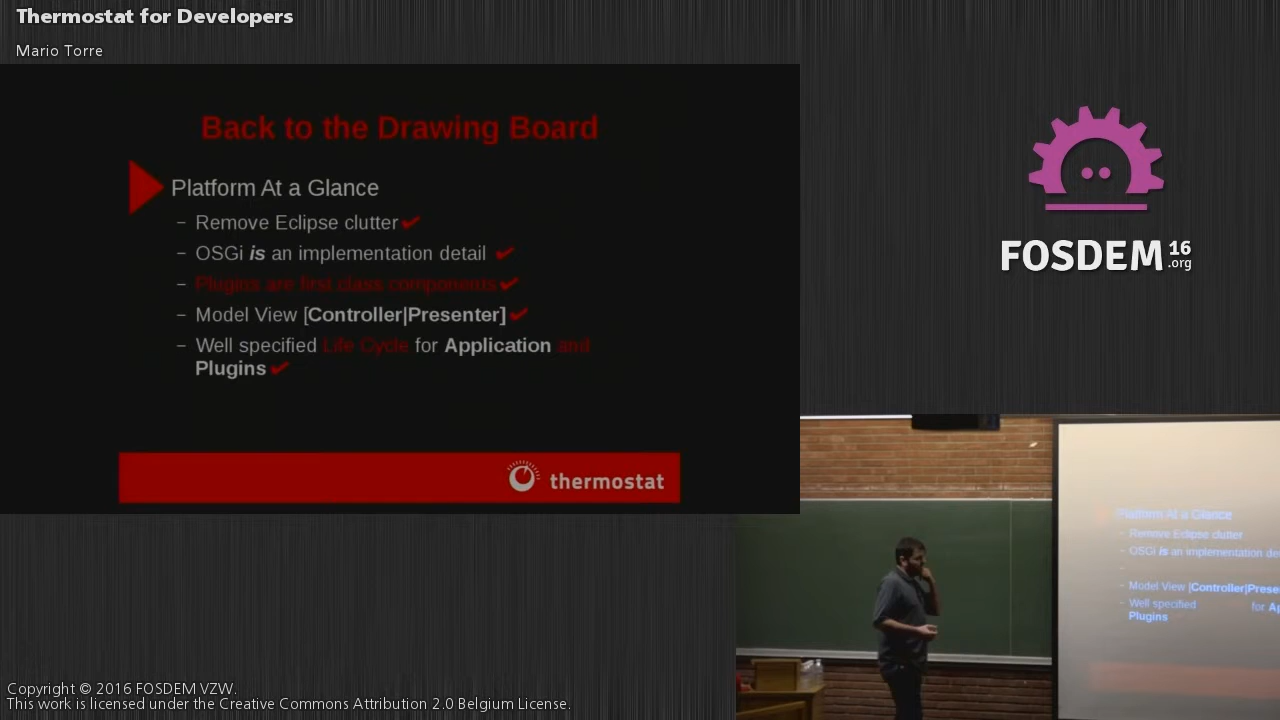 Thermostat for Developers
Mario Torre
Back to the Drawing Board
Platform At a Glance
– Remove Eclipse clutter ✔
– OSGi is an implementation detail ✔
– Plugins are first class components ✔
– Model View [Controller|Presenter] ✔
– Well specified Life Cycle for Application and
Plugins ✔
thermostat
FOSDEM 16
.org
Platform At a Glance
– Remove Eclipse clutter
– OSGi is an implementation de
–
– Model View [Controller|Prese
– Well specified for Ap
Plugins
Copyright © 2016 FOSDEM VZW.
This work is licensed under the Creative Commons Attribution 2.0 Belgium License.